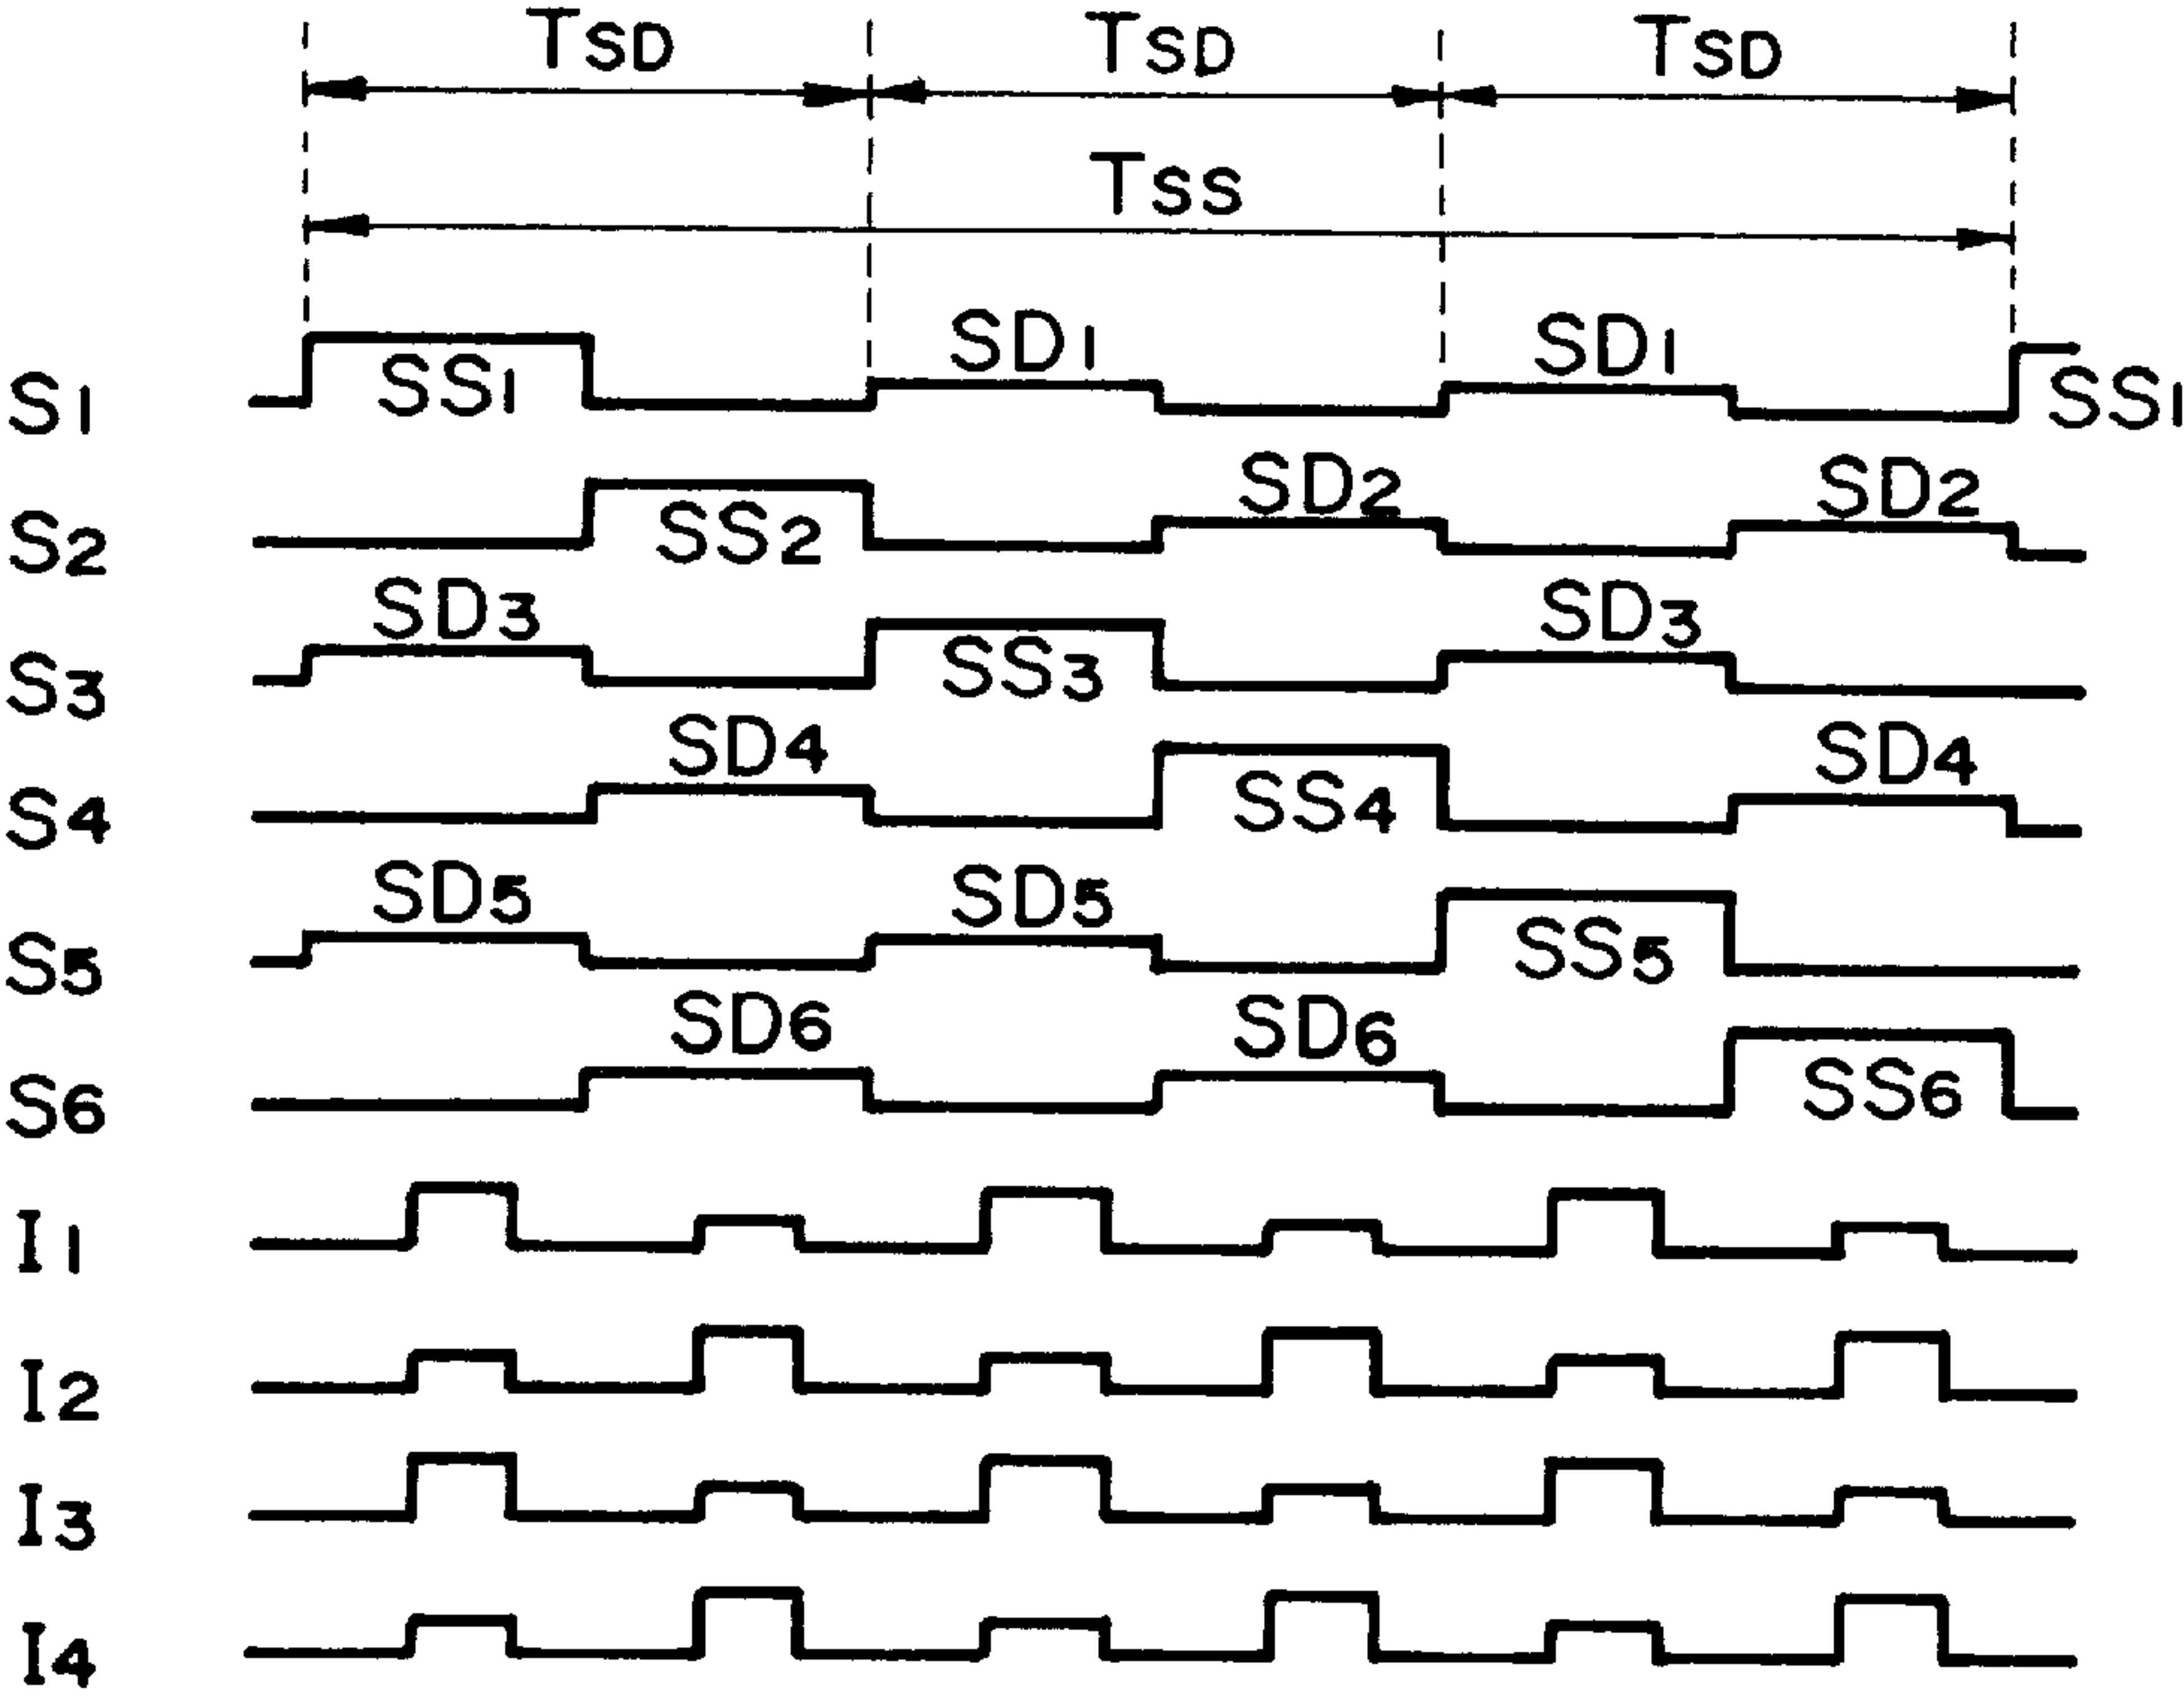 TSD TSD TSD
TSS
S1 SS1 SD1 SD1 SS1
S2 SS2 SD2 SD2
S3 SD3 SS3 SD3
S4 SD4 SS4 SD4
S5 SD5 SD5 SS5
S6 SD6 SD6 SS6
I1
I2
I3
I4